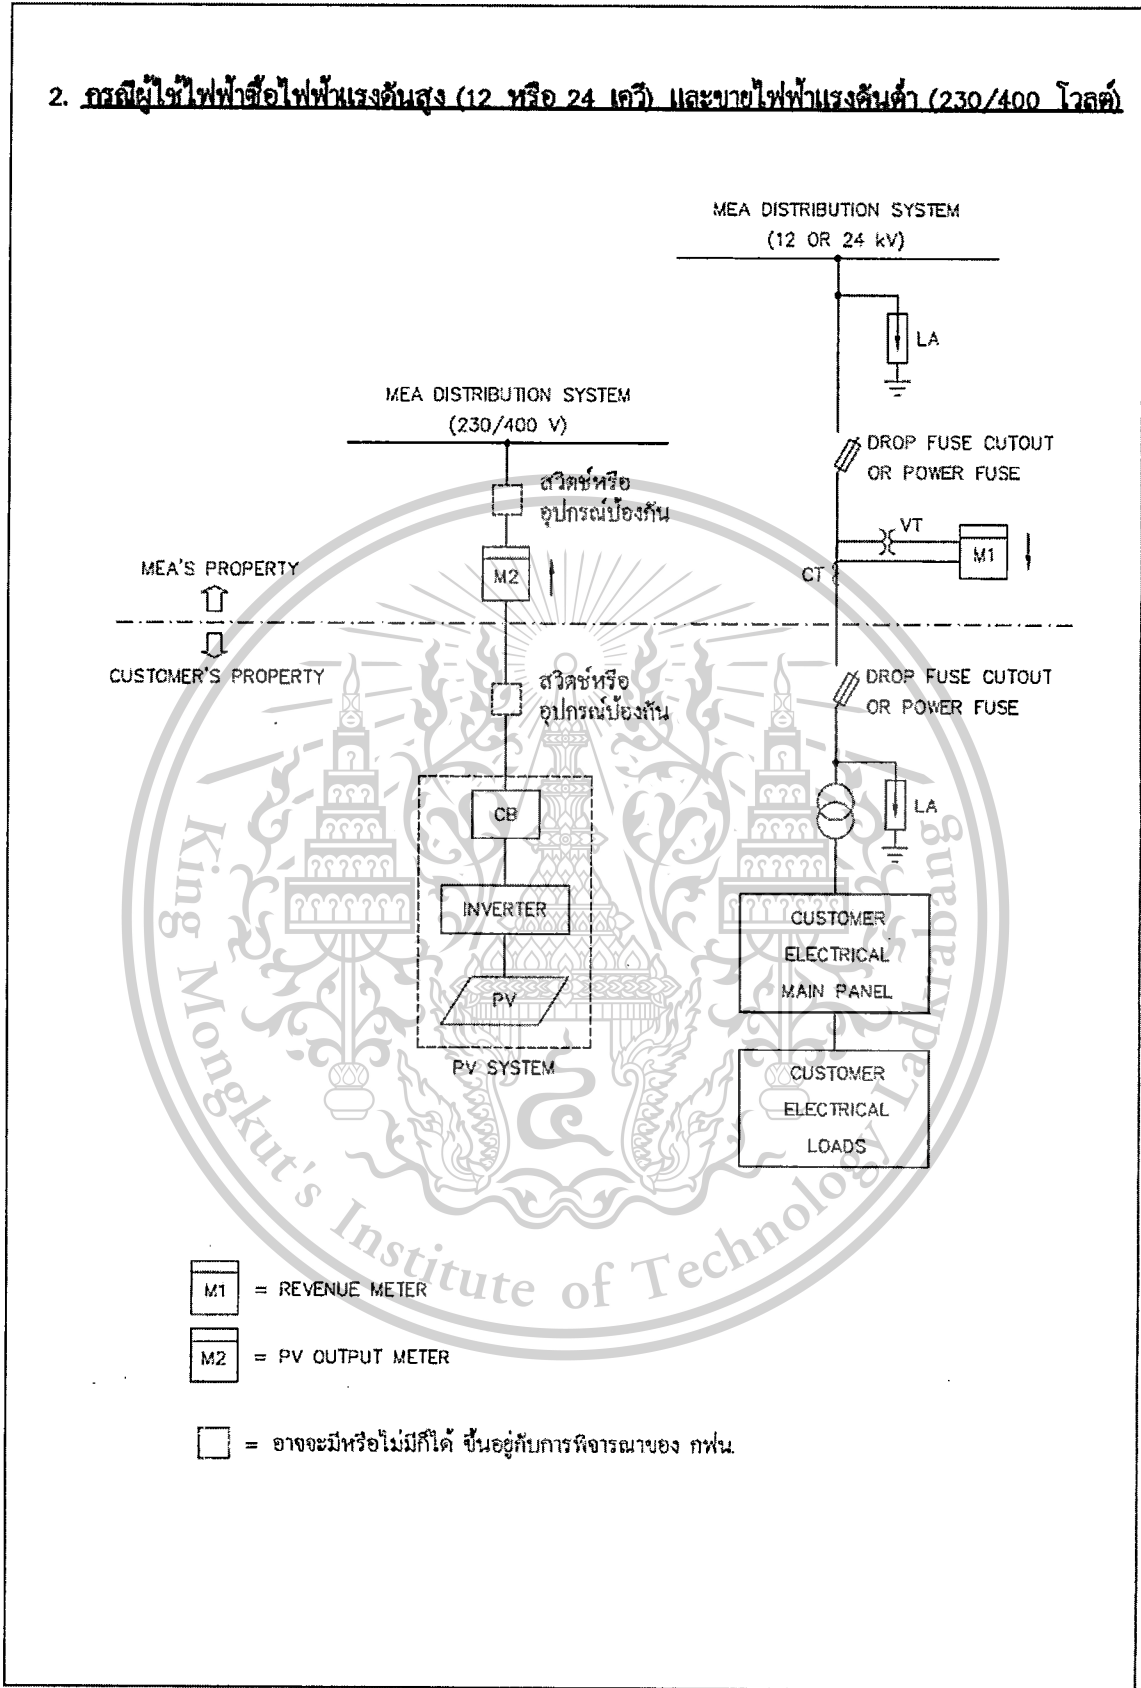 2. กรณีผู้ใช้ไฟฟ้าซื้อไฟฟ้าแรงดันสูง (12 หรือ 24 เควี) และขายไฟฟ้าแรงดันต่ำ (230/400 โวลต์)
MEA DISTRIBUTION SYSTEM
(12 OR 24 kV)
LA
MEA DISTRIBUTION SYSTEM
(230/400 V)
DROP FUSE CUTOUT
OR POWER FUSE
สวิตช์หรือ
อุปกรณ์ป้องกัน
VT
M1
CT
M2
MEA'S PROPERTY
CUSTOMER'S PROPERTY
สวิตช์หรือ
อุปกรณ์ป้องกัน
DROP FUSE CUTOUT
OR POWER FUSE
LA
CB
INVERTER
PV
PV SYSTEM
CUSTOMER
ELECTRICAL
MAIN PANEL
CUSTOMER
ELECTRICAL
LOADS
King Mongkut's Institute of Technology Ladkrabang
M1 = REVENUE METER
M2 = PV OUTPUT METER
= อาจจะมีหรือไม่มีก็ได้ ขึ้นอยู่กับการพิจารณาของ กฟน.